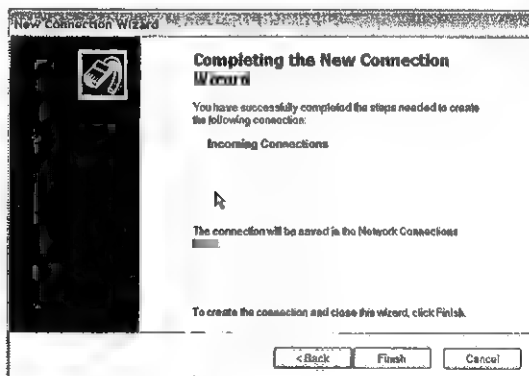 New Connection Wizard
Completing the New Connection
Wizard
You have successfully completed the steps needed to create
the following connection:
Incoming Connections
The connection will be saved in the Network Connections
To create the connection and close this wizard, click Finish.
< Back
Finish
Cancel